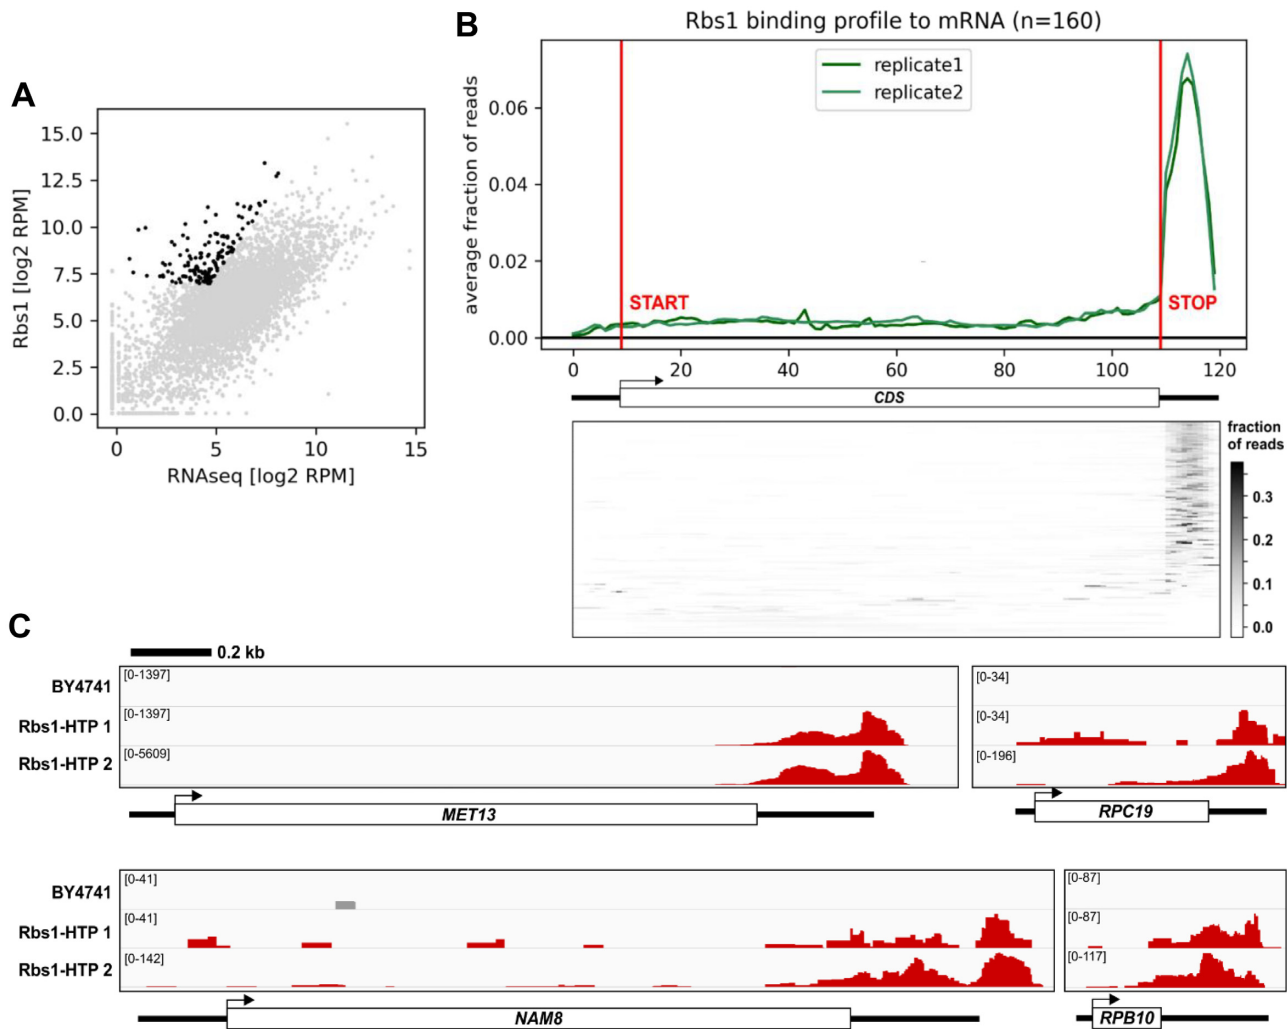 A
Rbs1 [log2 RPM]
15.0
12.5
10.0
7.5
5.0
2.5
0.0
0 5 10 15
RNAseq [log2 RPM]
B
Rbs1 binding profile to mRNA (n=160)
average fraction of reads
0.06
0.04
0.02
0.00
replicate1
replicate2
START STOP
0 20 40 60 80 100 120
CDS
fraction
of reads
0.3
0.2
0.1
0.0
C
0.2 kb
BY4741 [0-1397] [0-34]
Rbs1-HTP 1 [0-1397] [0-34]
Rbs1-HTP 2 [0-5609] [0-196]
MET13 RPC19
BY4741 [0-41] [0-87]
Rbs1-HTP 1 [0-41] [0-87]
Rbs1-HTP 2 [0-142] [0-117]
NAM8 RPB10